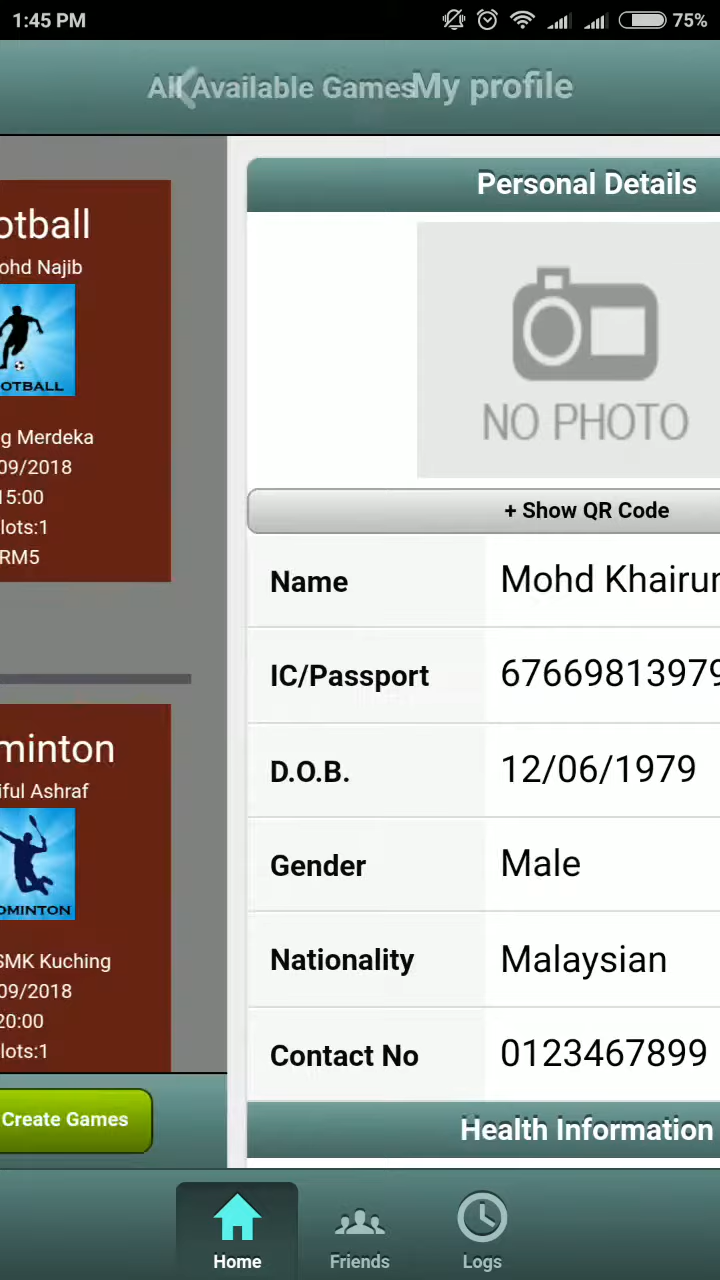 1:45 PM 75%
All Available Games My profile
otball
ohd Najib
OTBALL
g Merdeka
09/2018
15:00
lots:1
RM5
minton
iful Ashraf
DMINTON
SMK Kuching
09/2018
20:00
lots:1
Create Games
Personal Details
NO PHOTO
+ Show QR Code
Name Mohd Khairun
IC/Passport 67669813979
D.O.B. 12/06/1979
Gender Male
Nationality Malaysian
Contact No 0123467899
Health Information
Home Friends Logs